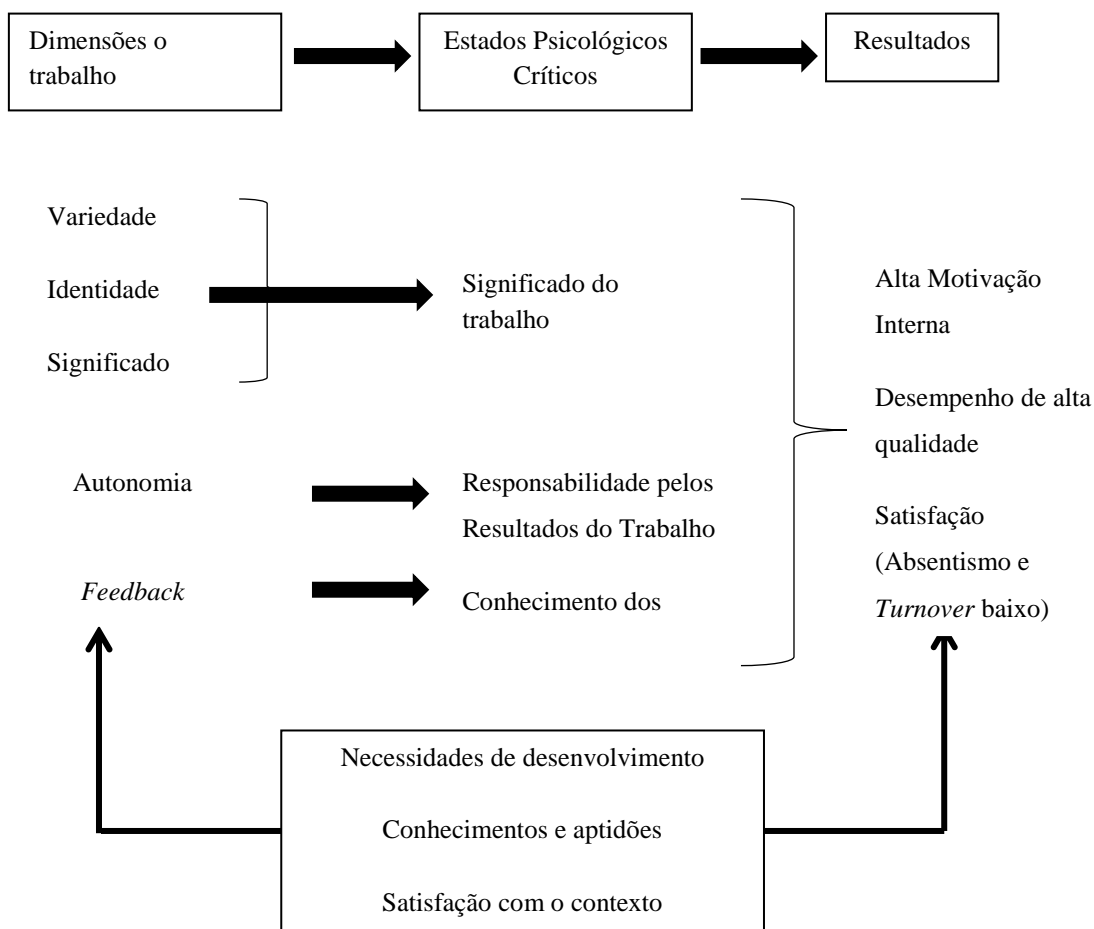 Dimensões o
trabalho
Estados Psicológicos
Críticos
Resultados
Variedade
Identidade
Significado
Significado do
trabalho
Autonomia
Responsabilidade pelos
Resultados do Trabalho
Feedback
Conhecimento dos
Alta Motivação
Interna
Desempenho de alta
qualidade
Satisfação
(Absentismo e
Turnover baixo)
Necessidades de desenvolvimento
Conhecimentos e aptidões
Satisfação com o contexto